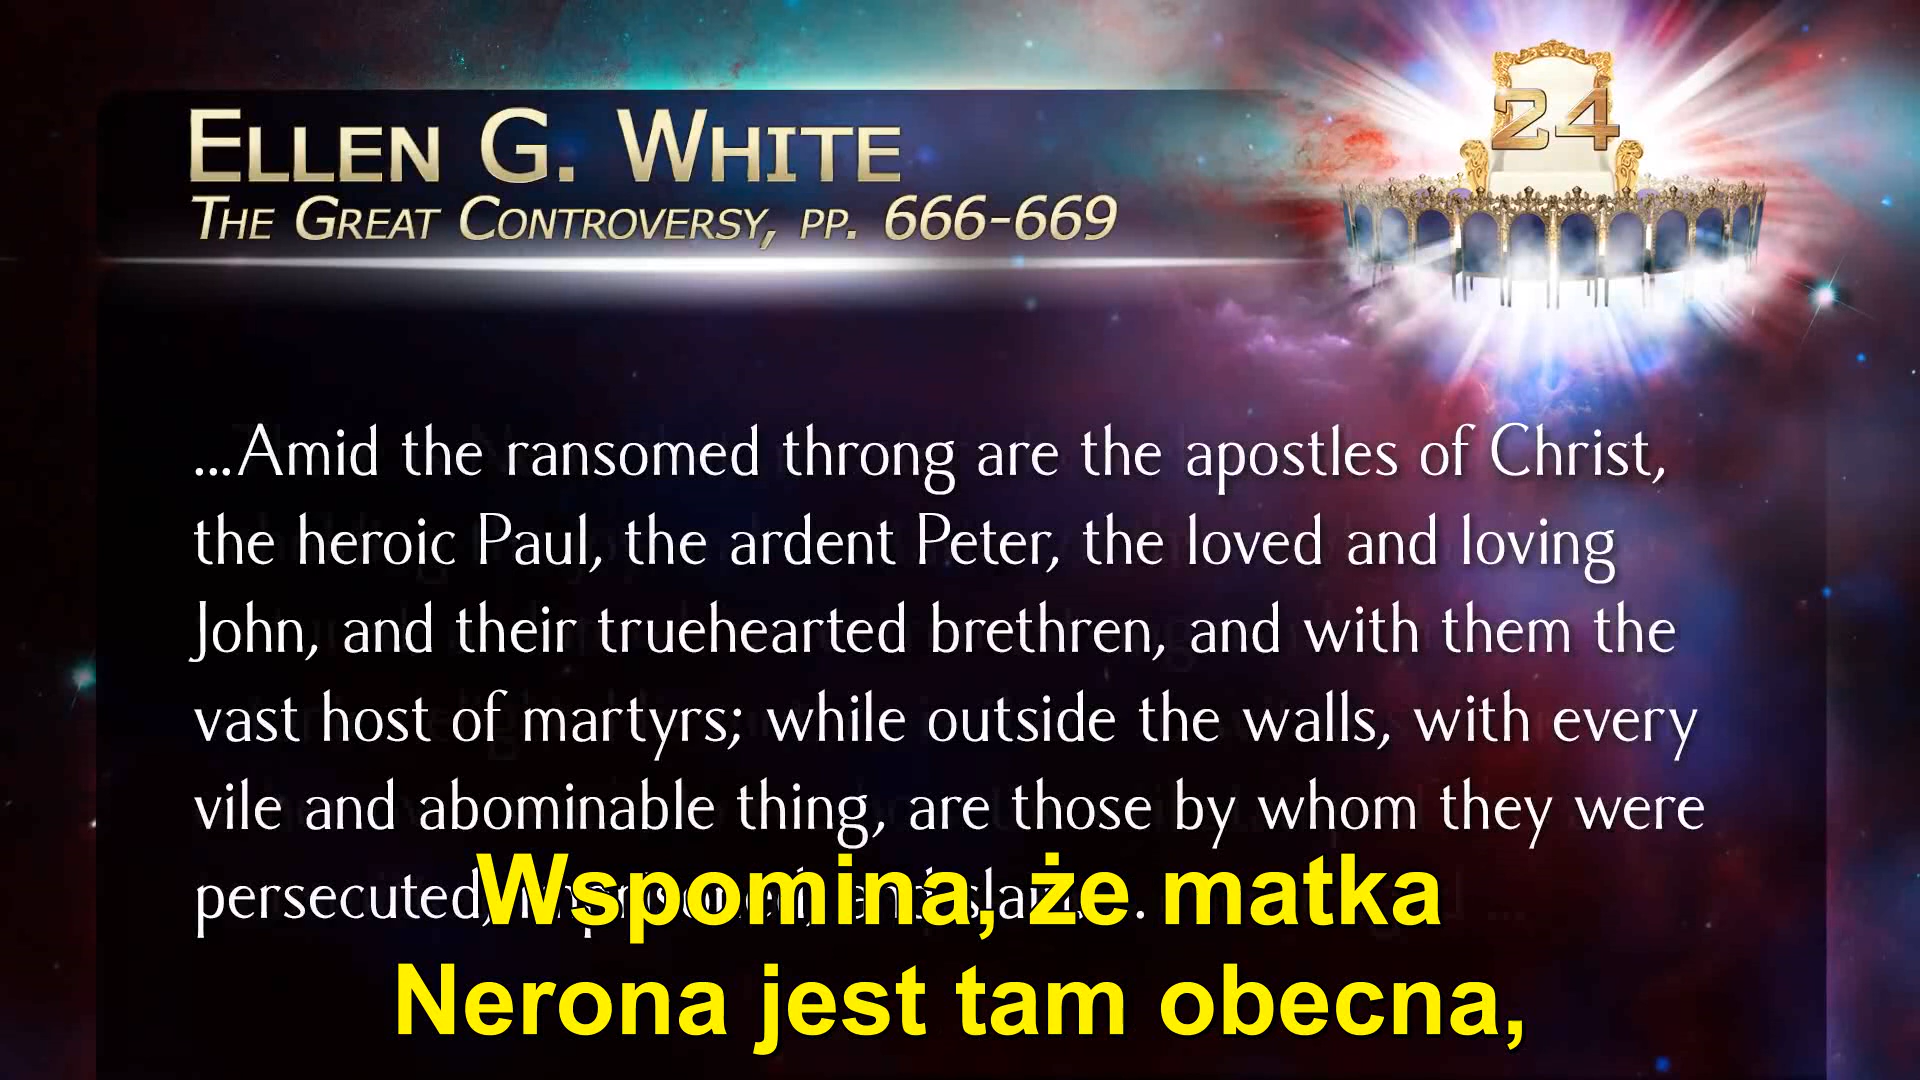 ELLEN G. WHITE
THE GREAT CONTROVERSY, PP. 666-669
24
...Amid the ransomed throng are the apostles of Christ,
the heroic Paul, the ardent Peter, the loved and loving
John, and their truehearted brethren, and with them the
vast host of martyrs; while outside the walls, with every
vile and abominable thing, are those by whom they were
persecuted, imprisoned, and slain. . .
Wspomina, że matka
Nerona jest tam obecna,